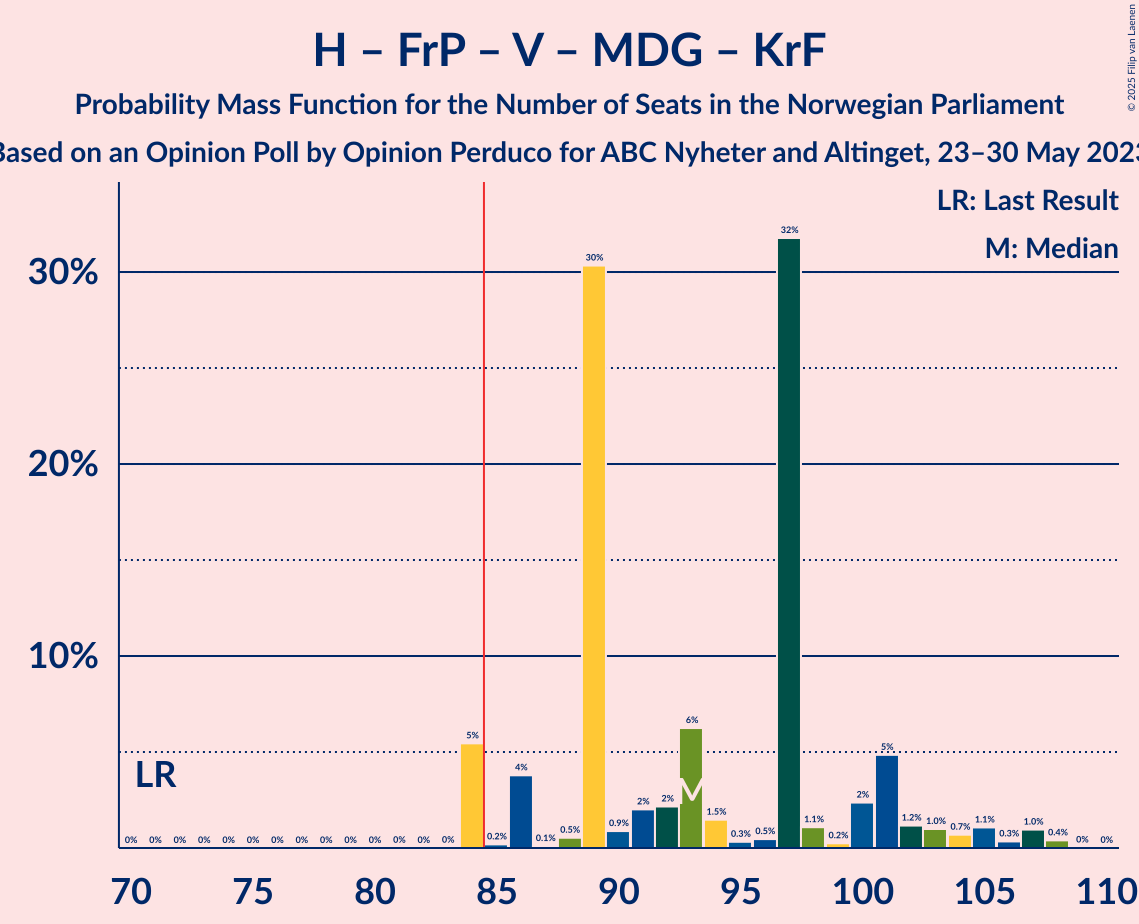 © 2025 Filip van Laenen
H – FrP – V – MDG – KrF
Probability Mass Function for the Number of Seats in the Norwegian Parliament
Based on an Opinion Poll by Opinion Perduco for ABC Nyheter and Altinget, 23–30 May 2023
LR: Last Result
M: Median
30%
20%
10%
LR
M
0% 0% 0% 0% 0% 0% 0% 0% 0% 0% 0% 0% 0% 0% 5% 0.2% 4% 0.1% 0.5% 30% 0.9% 2% 2% 6% 1.5% 0.3% 0.5% 32% 1.1% 0.2% 2% 5% 1.2% 1.0% 0.7% 1.1% 0.3% 1.0% 0.4% 0% 0%
70 75 80 85 90 95 100 105 110